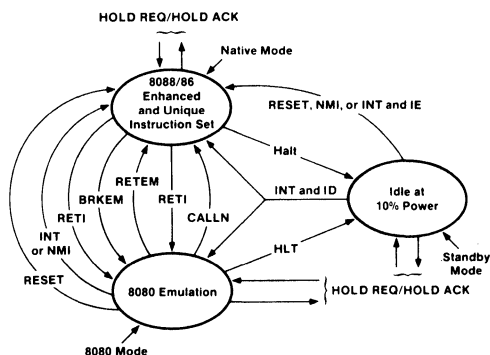 HOLD REQ/HOLD ACK
Native Mode
8088/86
Enhanced
and Unique
Instruction Set
RESET, NMI, or INT and IE
Halt
RETEM
BRKEM
RETI
CALLN
RETI
INT and ID
Idle at
10% Power
INT
or NMI
HLT
RESET
8080 Emulation
Standby
Mode
HOLD REQ/HOLD ACK
8080 Mode